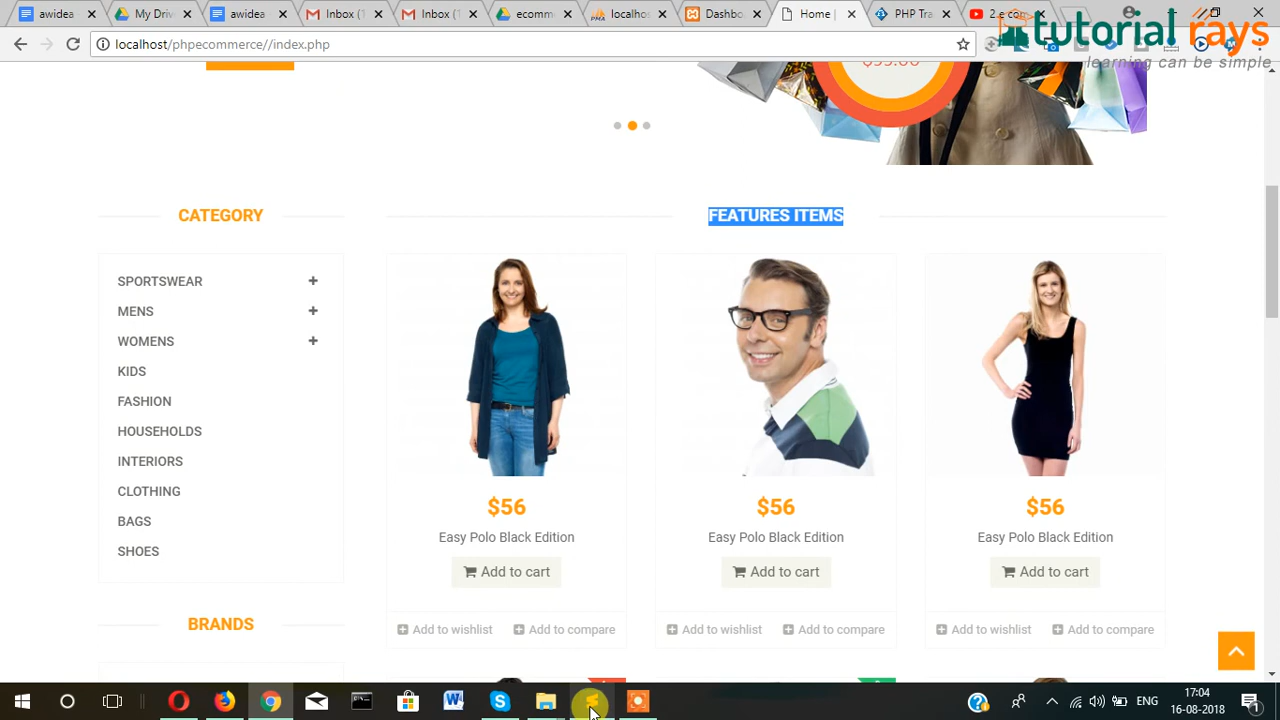 My Driv
awidea
awidea
Inbox (1
Inbox (
ecomm
localhos
Dashbo
Home |
PHP Te
2 e.co
tutorial rays
learning can be simple
localhost/phpecommerce//index.php
CATEGORY
FEATURES ITEMS
SPORTSWEAR
MENS
WOMENS
KIDS
FASHION
HOUSEHOLDS
INTERIORS
CLOTHING
BAGS
SHOES
BRANDS
$56
Easy Polo Black Edition
Add to cart
Add to wishlist
Add to compare
$56
Easy Polo Black Edition
Add to cart
Add to wishlist
Add to compare
$56
Easy Polo Black Edition
Add to cart
Add to wishlist
Add to compare
ENG
17:04
16-08-2018